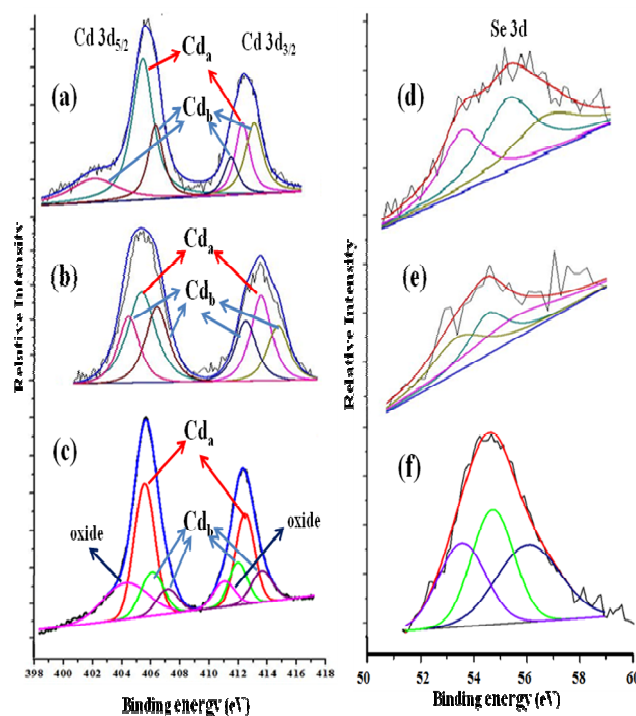 Cd 3d5/2
Cd 3d3/2
Cda
(a)
Cdb
Cda
(b)
Cdb
Cda
(c)
oxide
Cdb
oxide
Relative Intensity
398 400 402 404 406 408 410 412 414 416 418
Binding energy (eV)
Se 3d
(d)
(e)
(f)
Relative Intensity
50 52 54 56 58 60
Binding energy (eV)